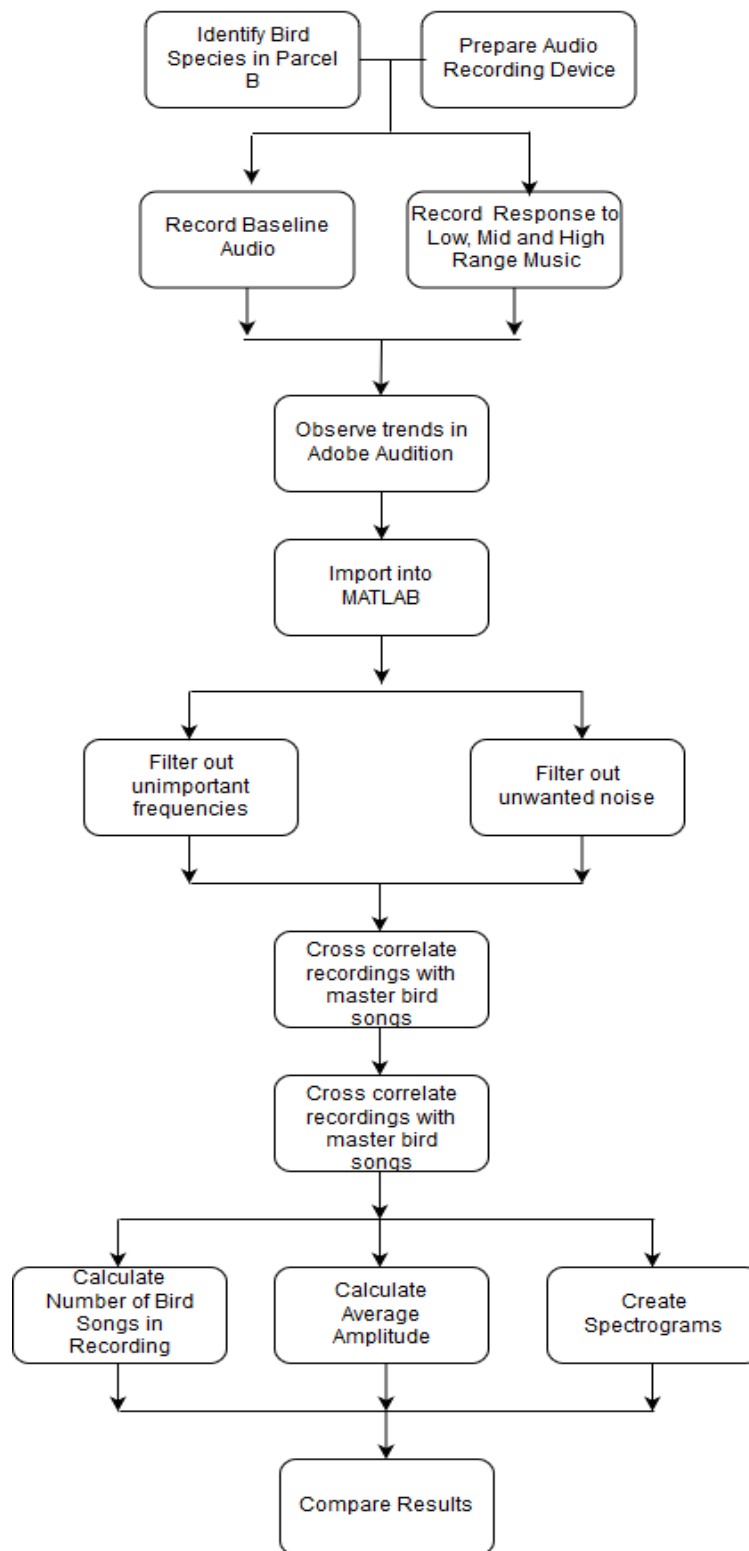 Identify Bird
Species in Parcel
B
Prepare Audio
Recording Device
Record Baseline
Audio
Record Response to
Low, Mid and High
Range Music
Observe trends in
Adobe Audition
Import into
MATLAB
Filter out
unimportant
frequencies
Filter out
unwanted noise
Cross correlate
recordings with
master bird
songs
Cross correlate
recordings with
master bird
songs
Calculate
Number of Bird
Songs in
Recording
Calculate
Average
Amplitude
Create
Spectrograms
Compare Results